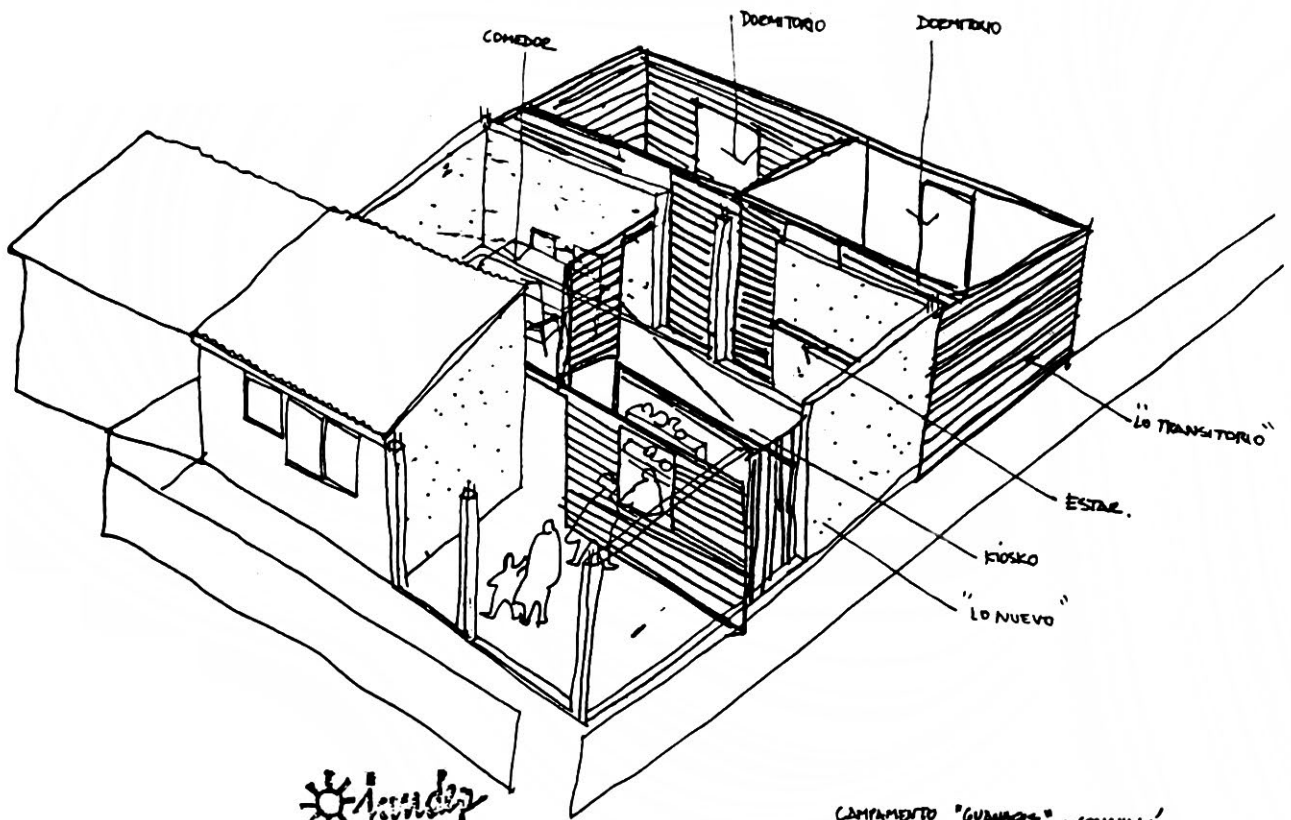 COMEDOR
DORMITORIO
DORMITORIO
"LO TRANSITORIO"
ESTAR.
KIOSKO
"LO NUEVO"
CAMPAMENTO